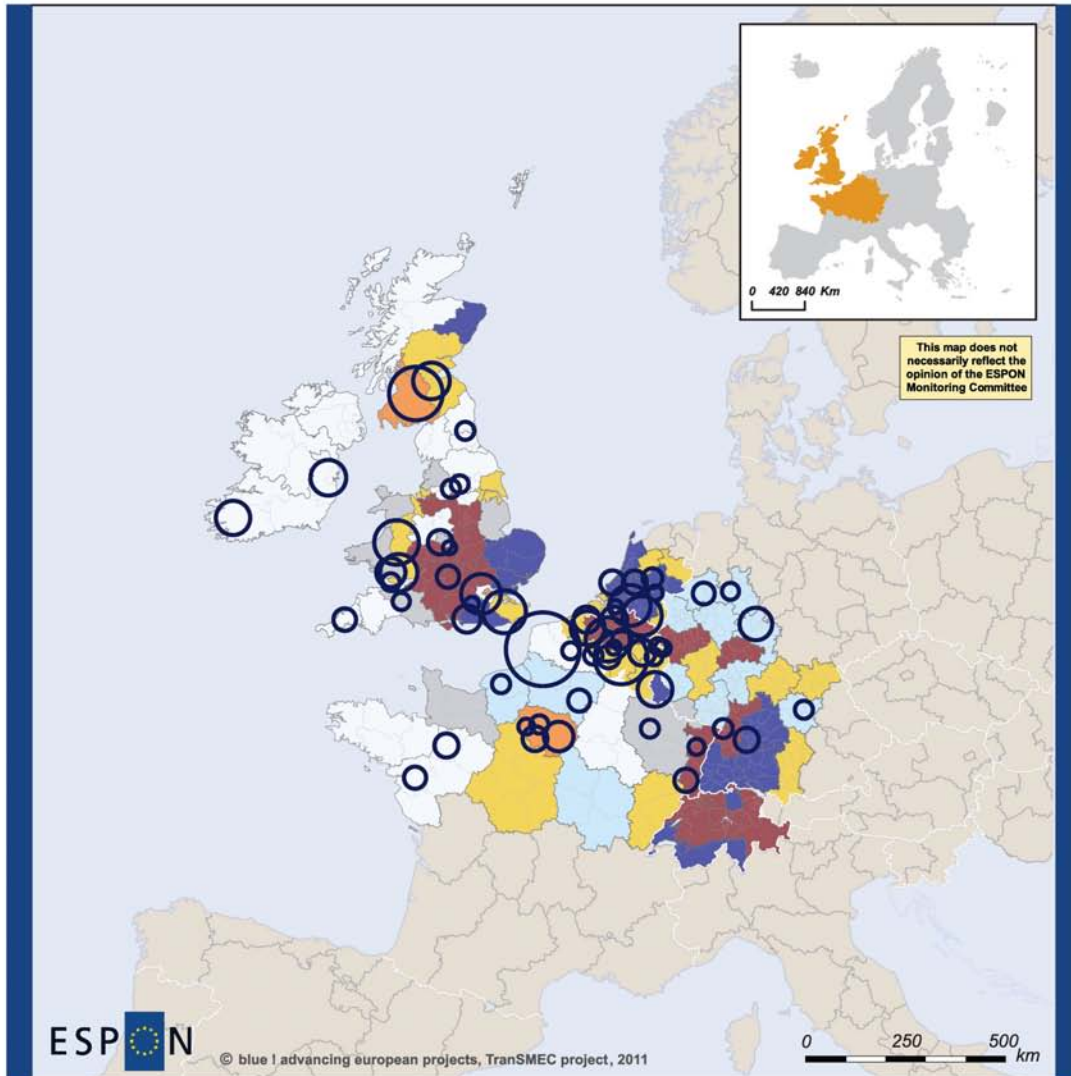 0 420 840 Km
This map does not
necessarily reflect the
opinion of the ESPON
Monitoring Committee
ESPON
© blue ! advancing european projects, TranSMEC project, 2011
0 250 500
km